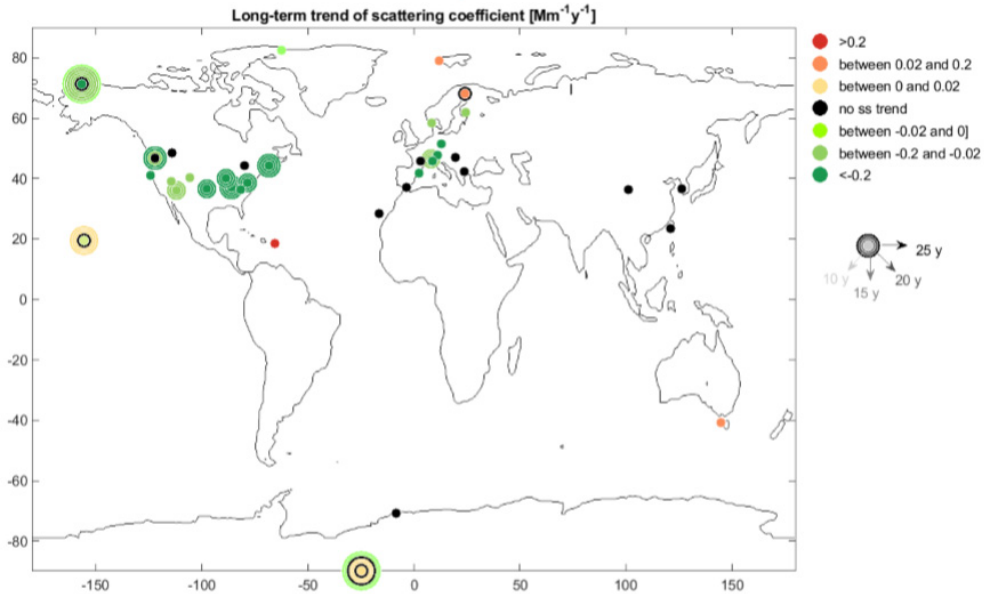 Long-term trend of scattering coefficient [Mm⁻¹y⁻¹]
80
60
40
20
0
-20
-40
-60
-80
-150
-100
-50
0
50
100
150
>0.2
between 0.02 and 0.2
between 0 and 0.02
no ss trend
between -0.02 and 0]
between -0.2 and -0.02
<-0.2
25 y
10 y
15 y
20 y